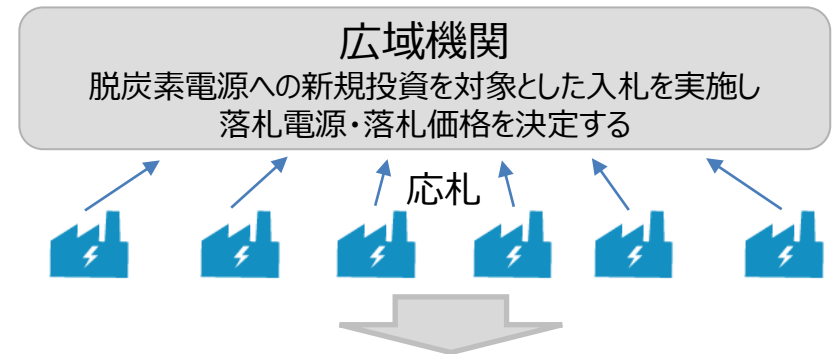 広域機関
脱炭素電源への新規投資を対象とした入札を実施し
落札電源・落札価格を決定する
応札